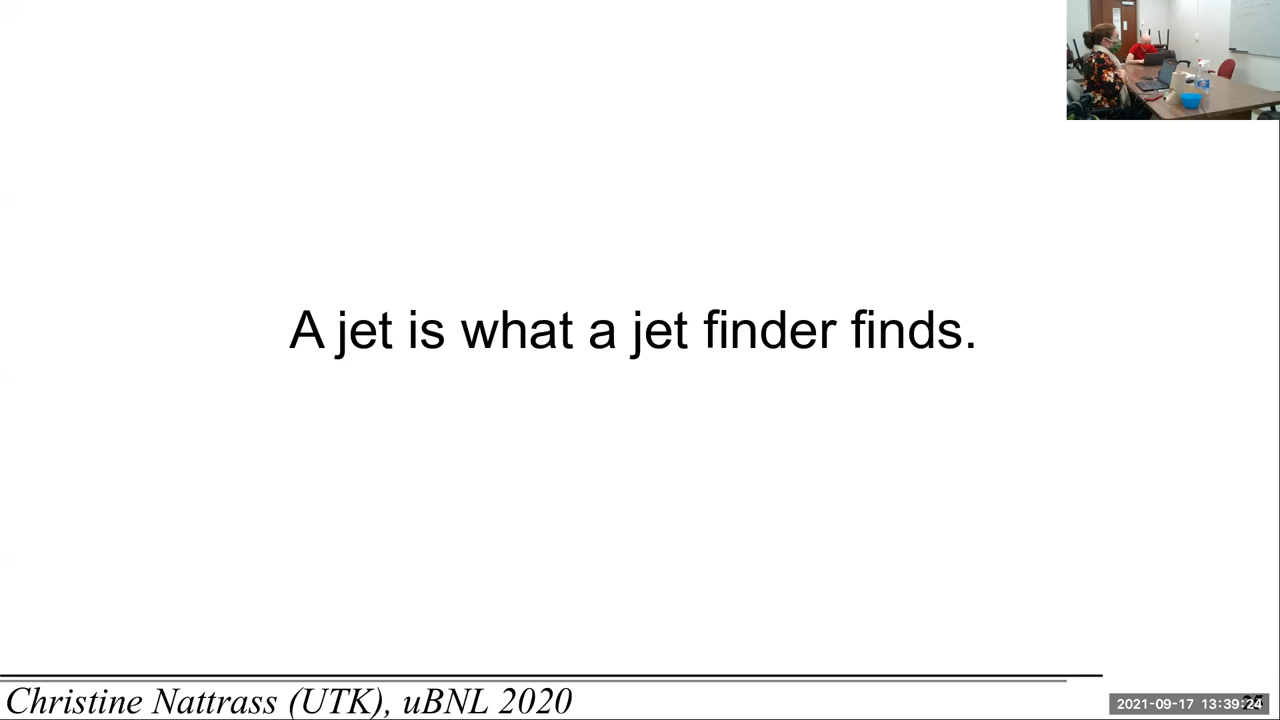 A jet is what a jet finder finds.
Christine Nattrass (UTK), uBNL 2020
2021-09-17 13:39:24